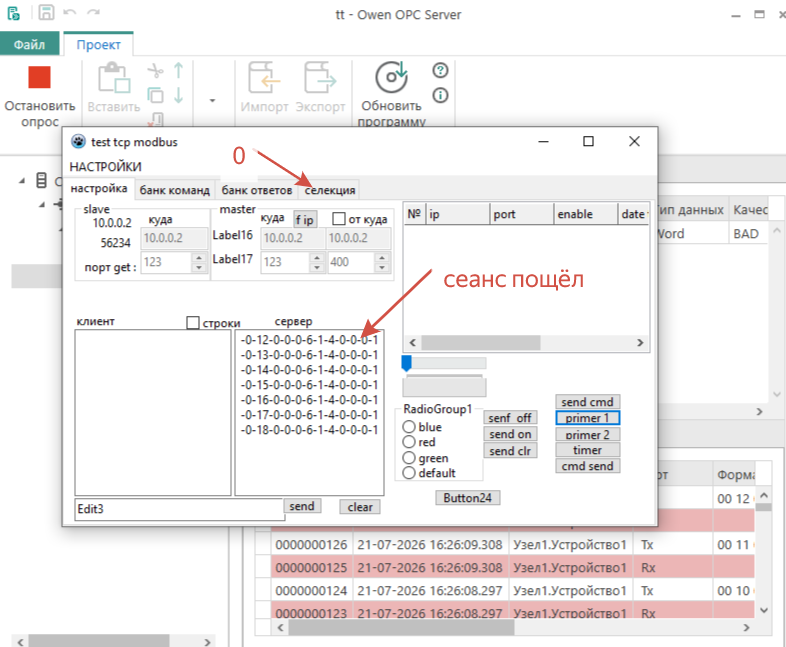 tt - Owen OPC Server
Файл
Проект
Остановить
опрос
Вставить
Импорт
Экспорт
Обновить
программу
test tcp modbus
НАСТРОЙКИ
0
настройка
банк команд
банк ответов
селекция
slave
10.0.0.2
куда
56234
10.0.0.2
порт get :
123
master
куда
f ip
от куда
Label16
10.0.0.2
10.0.0.2
Label17
123
400
№
ip
port
enable
date
Качес
Word
BAD
сеанс пощёл
клиент
строки
сервер
-0-12-0-0-0-6-1-4-0-0-0-1
-0-13-0-0-0-6-1-4-0-0-0-1
-0-14-0-0-0-6-1-4-0-0-0-1
-0-15-0-0-0-6-1-4-0-0-0-1
-0-16-0-0-0-6-1-4-0-0-0-1
-0-17-0-0-0-6-1-4-0-0-0-1
-0-18-0-0-0-6-1-4-0-0-0-1
RadioGroup1
blue
red
green
default
senf off
send on
send clr
send cmd
primer 1
primer 2
timer
cmd send
Button24
Edit3
send
clear
Форма
00 12
0000000126 21-07-2026 16:26:09.308 Узел1.Устройство1 Tx 00 11
0000000125 21-07-2026 16:26:09.308 Узел1.Устройство1 Rx
0000000124 21-07-2026 16:26:08.297 Узел1.Устройство1 Tx 00 10
0000000123 21-07-2026 16:26:08.297 Узел1.Устройство1 Rx